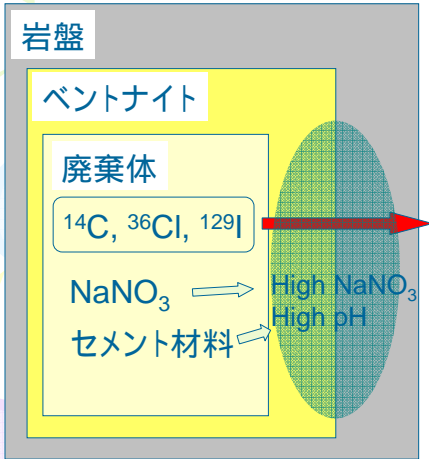 岩盤
ベントナイト
廃棄体
¹⁴C, ³⁶Cl, ¹²⁹I
NaNO₃
High NaNO₃
High pH
セメント材料